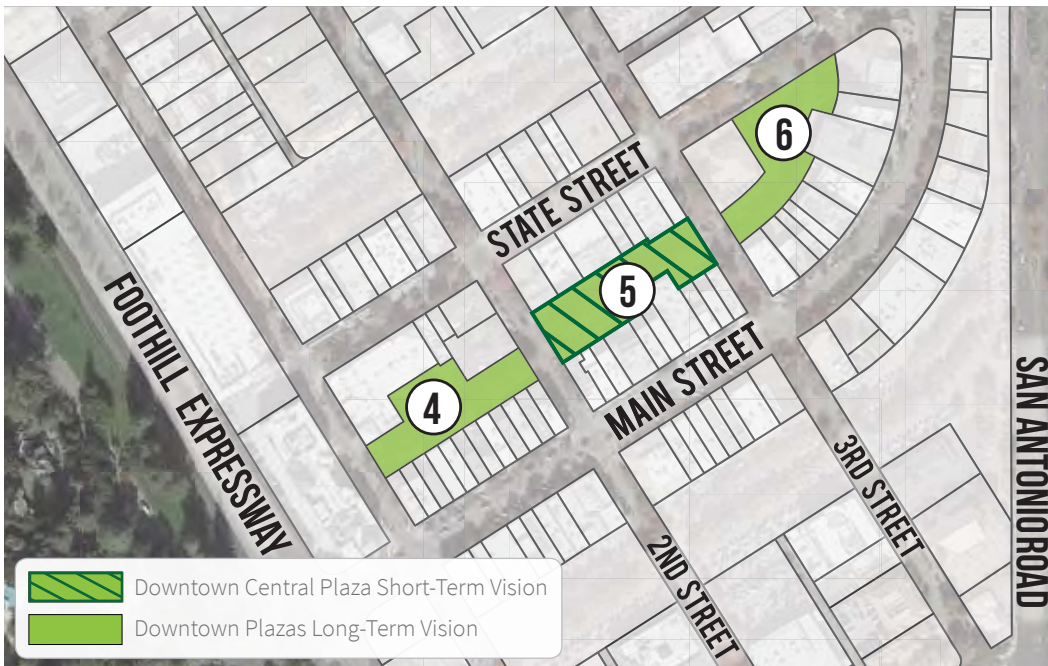 6
STATE STREET
5
FOOTHILL EXPRESSWAY
MAIN STREET
4
SAN ANTONIO ROAD
3RD STREET
2ND STREET
Downtown Central Plaza Short-Term Vision
Downtown Plazas Long-Term Vision